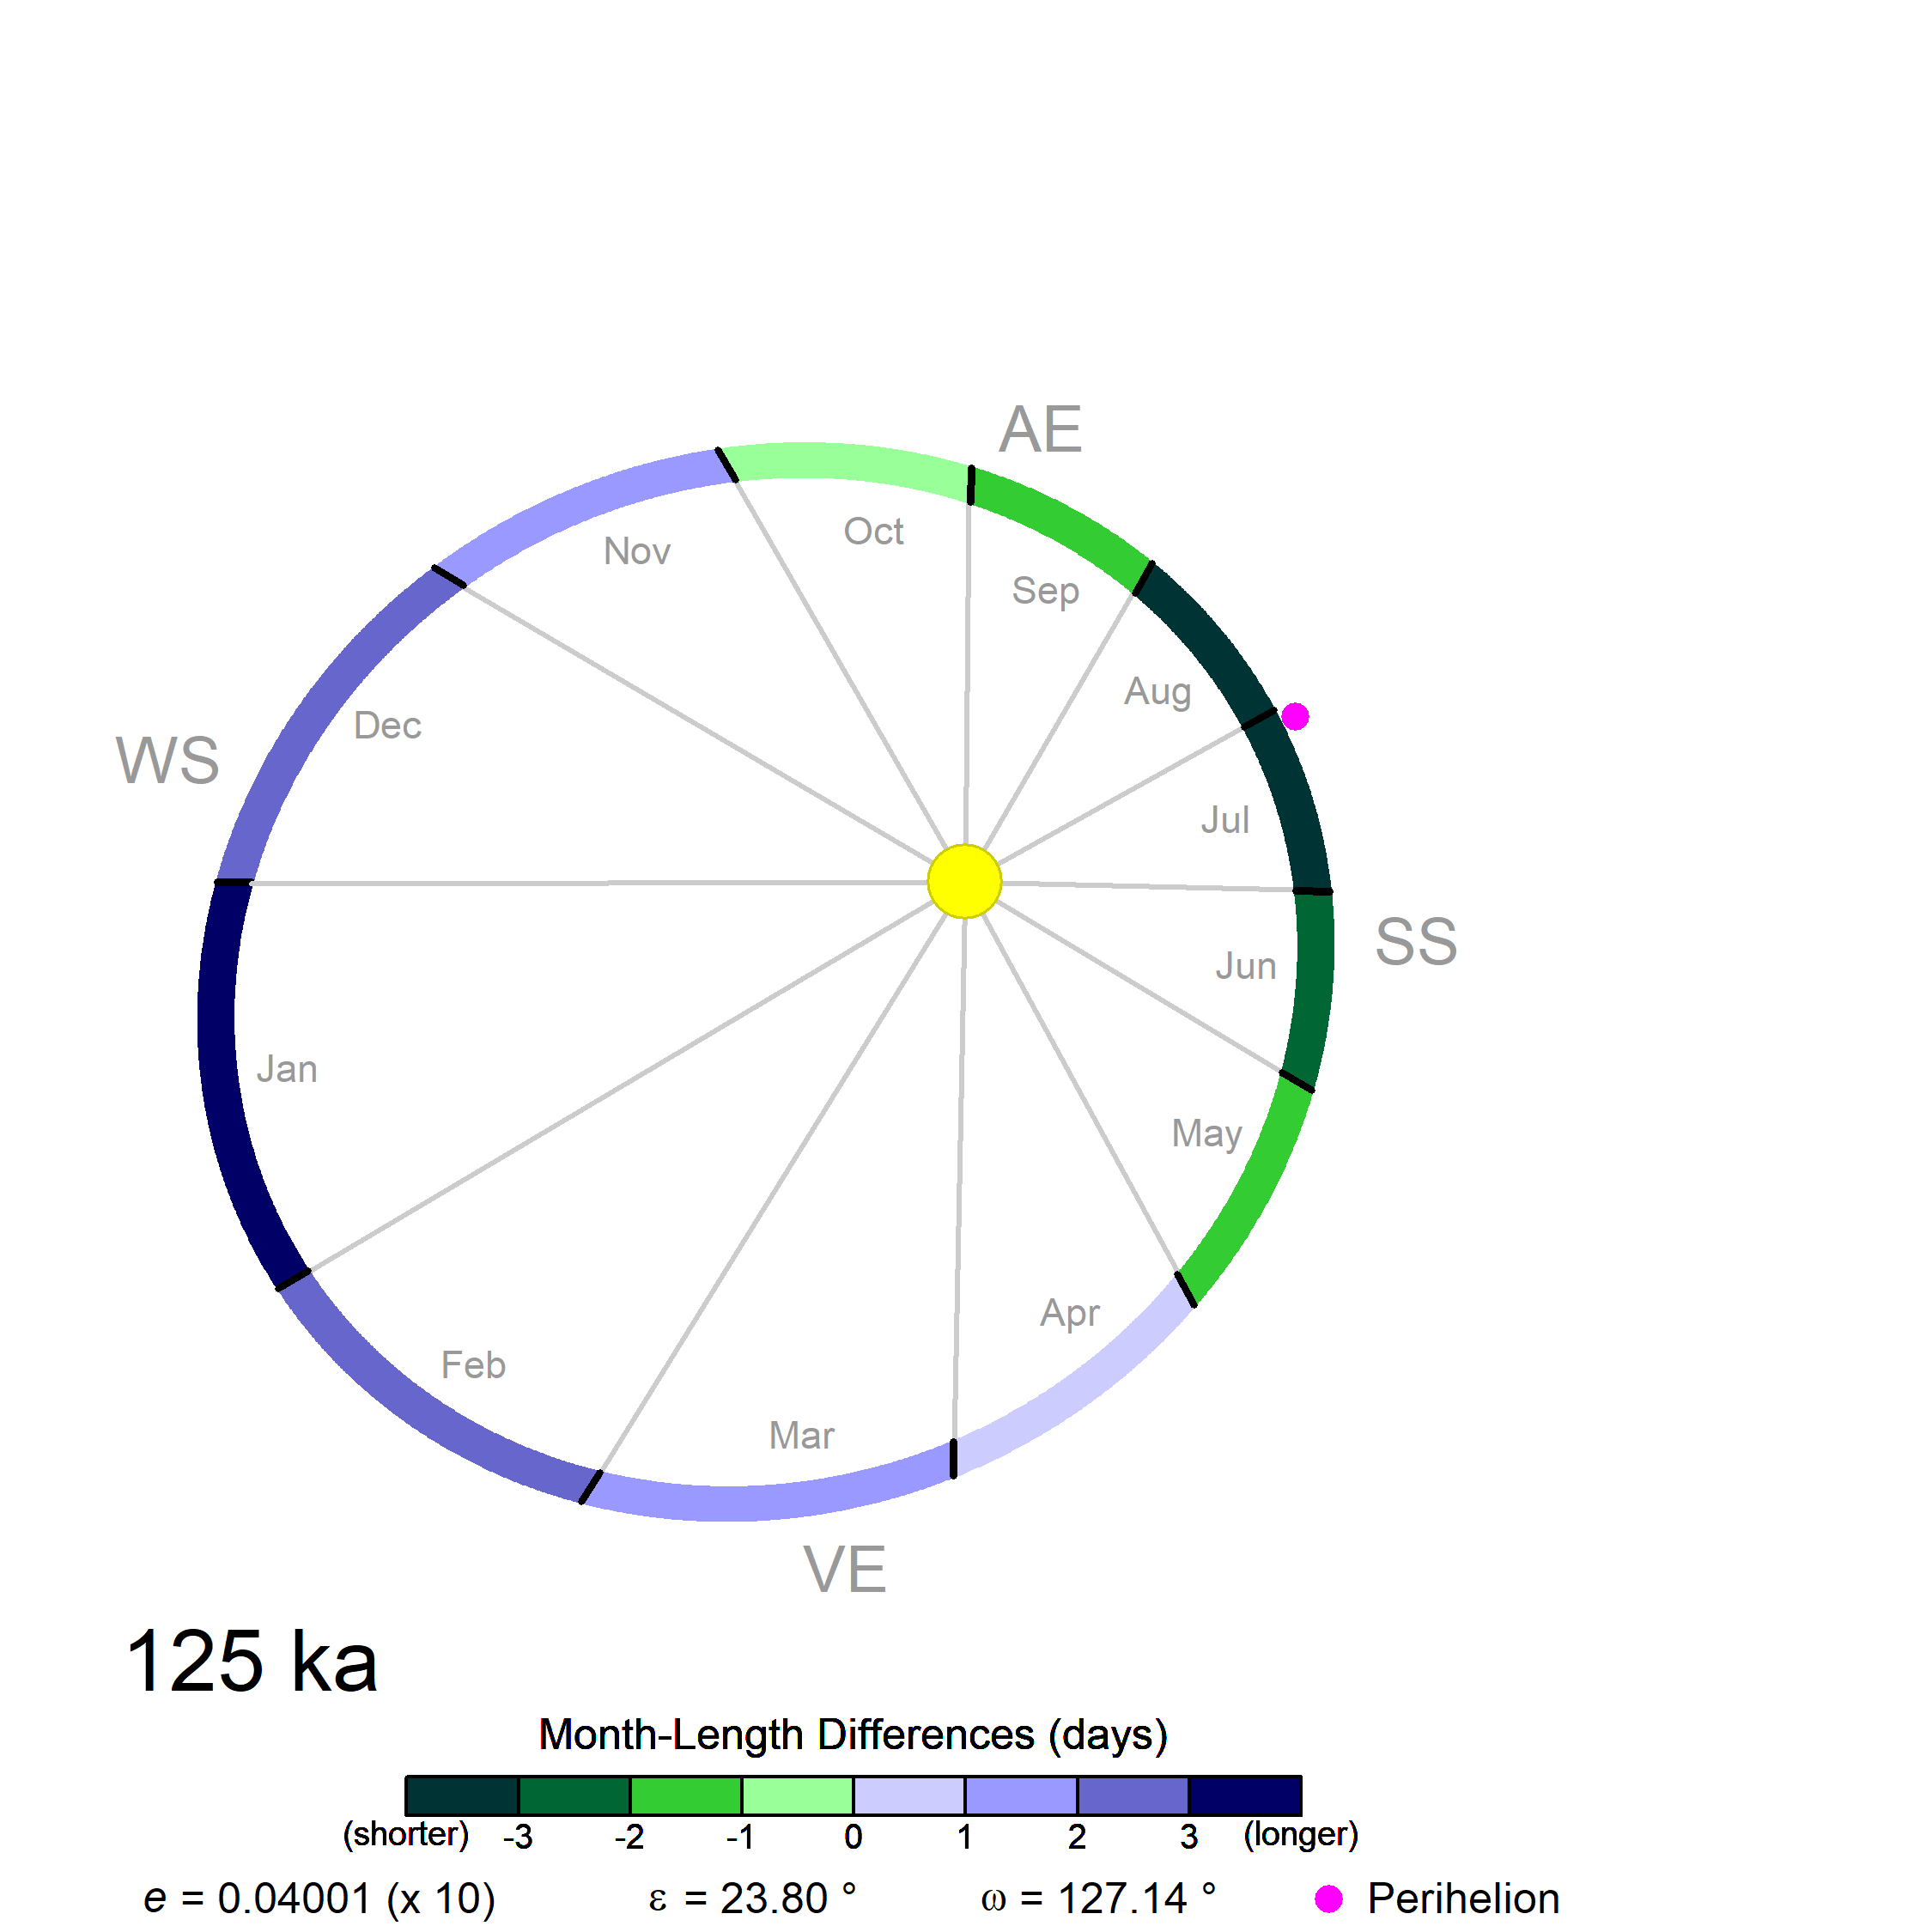 AE
Oct
Nov
Sep
Aug
Dec
WS
Jul
SS
Jun
Jan
May
Apr
Feb
Mar
VE
125 ka
Month-Length Differences (days)
(shorter) -3 -2 -1 0 1 2 3 (longer)
e = 0.04001 (x 10) ε = 23.80 ° ω = 127.14 ° Perihelion